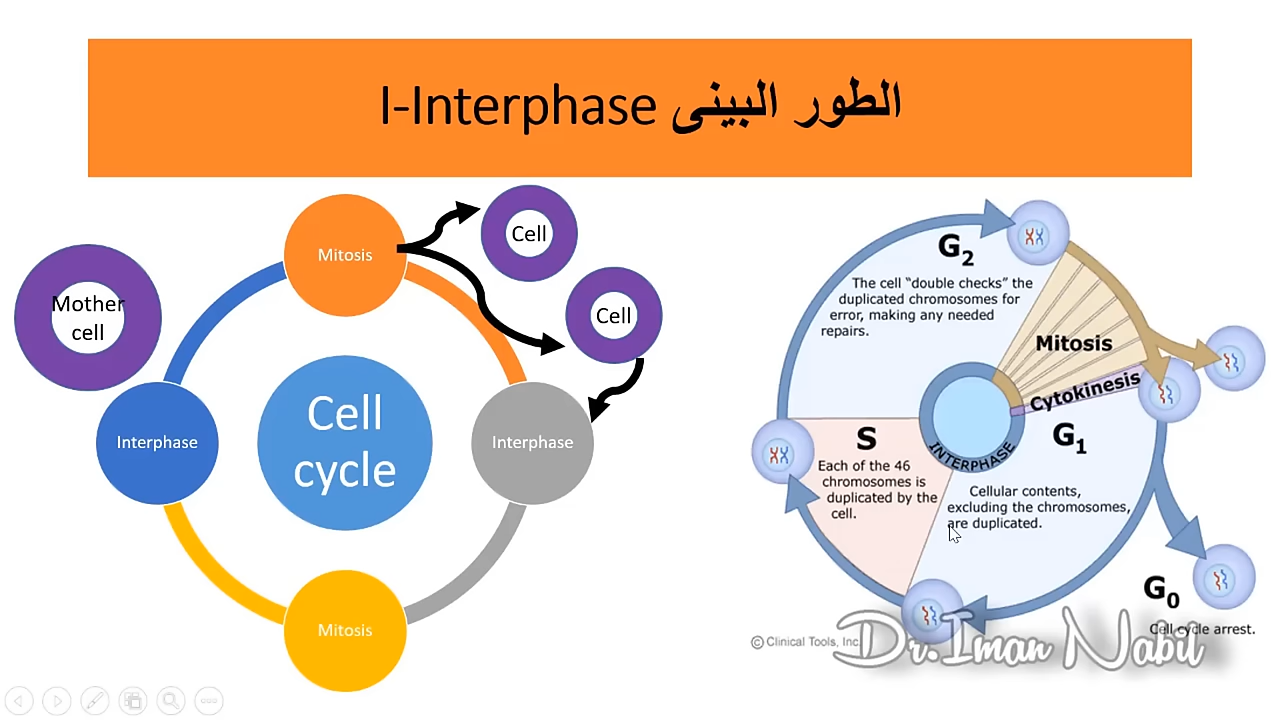 I-Interphase الطور البينى
Mitosis
Cell
Cell
Mother
cell
Interphase
Cell
cycle
Interphase
Mitosis
G2
The cell "double checks" the
duplicated chromosomes for
error, making any needed
repairs.
Mitosis
Cytokinesis
G1
Cellular contents,
excluding the chromosomes,
are duplicated.
S
Each of the 46
chromosomes is
duplicated by the
cell.
INTERPHASE
G0
Cell cycle arrest.
© Clinical Tools, Inc.
Dr.Iman Nabil